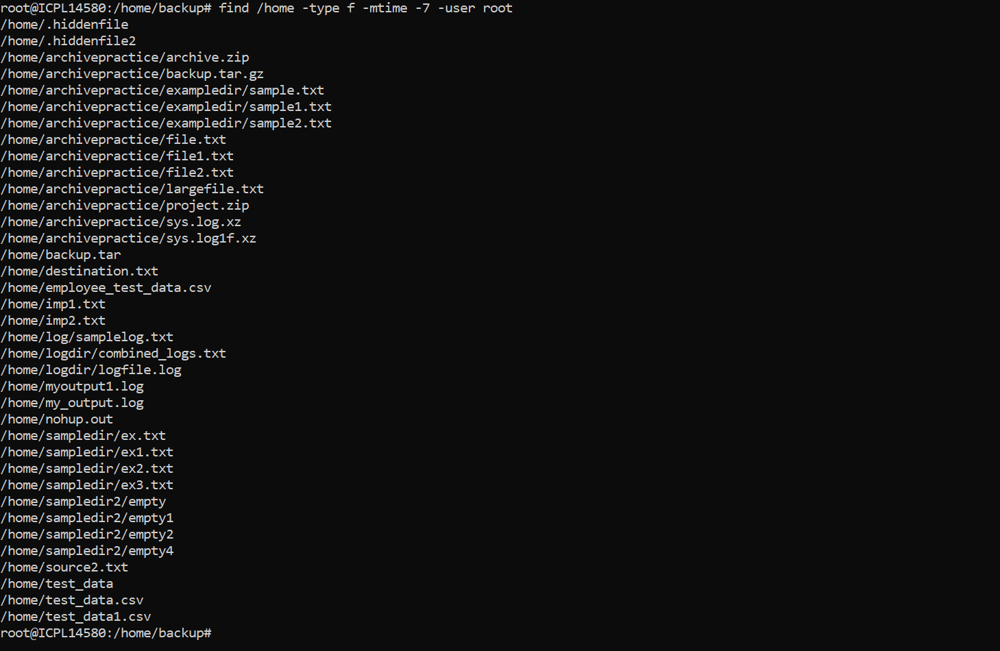 root@ICPL14580:/home/backup# find /home -type f -mtime -7 -user root
/home/.hiddenfile
/home/.hiddenfile2
/home/archivepractice/archive.zip
/home/archivepractice/backup.tar.gz
/home/archivepractice/exampledir/sample.txt
/home/archivepractice/exampledir/sample1.txt
/home/archivepractice/exampledir/sample2.txt
/home/archivepractice/file.txt
/home/archivepractice/file1.txt
/home/archivepractice/file2.txt
/home/archivepractice/largefile.txt
/home/archivepractice/project.zip
/home/archivepractice/sys.log.xz
/home/archivepractice/sys.log1f.xz
/home/backup.tar
/home/destination.txt
/home/employee_test_data.csv
/home/imp1.txt
/home/imp2.txt
/home/log/samplelog.txt
/home/logdir/combined_logs.txt
/home/logdir/logfile.log
/home/myoutput1.log
/home/my_output.log
/home/nohup.out
/home/sampledir/ex.txt
/home/sampledir/ex1.txt
/home/sampledir/ex2.txt
/home/sampledir/ex3.txt
/home/sampledir2/empty
/home/sampledir2/empty1
/home/sampledir2/empty2
/home/sampledir2/empty4
/home/source2.txt
/home/test_data
/home/test_data.csv
/home/test_data1.csv
root@ICPL14580:/home/backup#